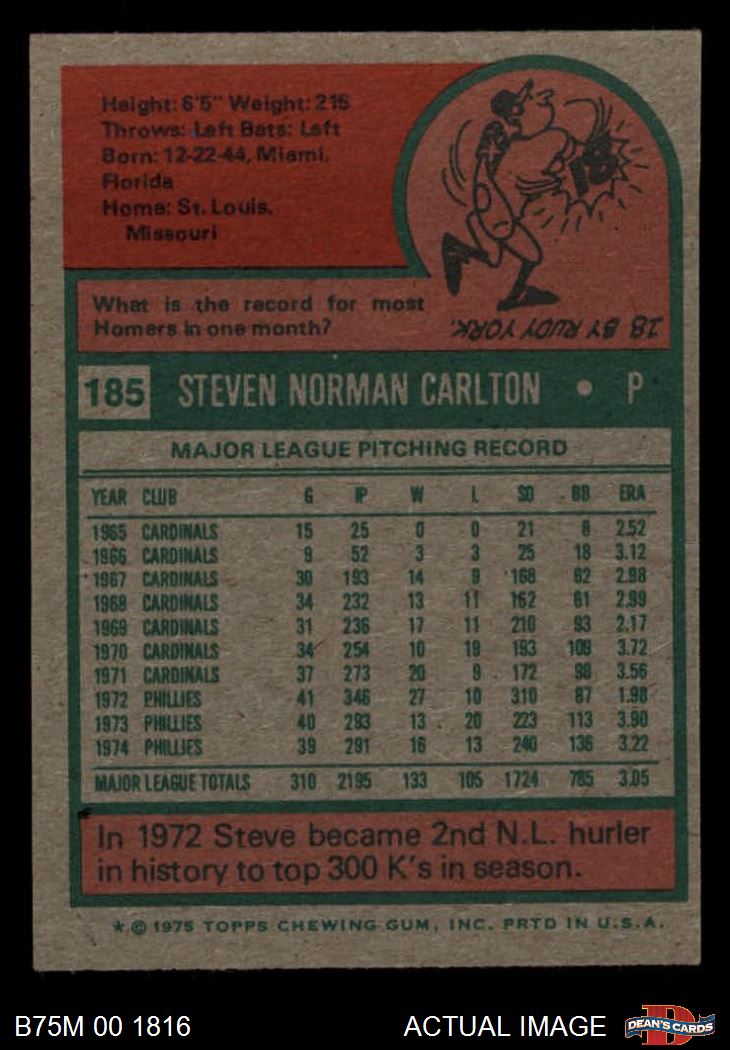 Height: 6'5" Weight: 215
Throws: Left Bats: Left
Born: 12-22-44, Miami,
Florida
Home: St. Louis,
Missouri
18
What is the record for most
Homers in one month?
18 BY RUDY YORK.
185 STEVEN NORMAN CARLTON • P
MAJOR LEAGUE PITCHING RECORD
YEAR CLUB G IP W L SO BB ERA
1965 CARDINALS 15 25 0 0 21 8 2.52
1966 CARDINALS 9 52 3 3 25 18 3.12
1967 CARDINALS 30 193 14 9 168 62 2.98
1968 CARDINALS 34 232 13 11 162 61 2.99
1969 CARDINALS 31 236 17 11 210 93 2.17
1970 CARDINALS 34 254 10 19 193 109 3.72
1971 CARDINALS 37 273 20 9 172 98 3.56
1972 PHILLIES 41 346 27 10 310 87 1.98
1973 PHILLIES 40 293 13 20 223 113 3.90
1974 PHILLIES 39 291 16 13 240 136 3.22
MAJOR LEAGUE TOTALS 310 2195 133 105 1724 785 3.05
In 1972 Steve became 2nd N.L. hurler
in history to top 300 K's in season.
* © 1975 TOPPS CHEWING GUM, INC. PRTD IN U.S.A.
B75M 00 1816 ACTUAL IMAGE DEAN'S CARDS